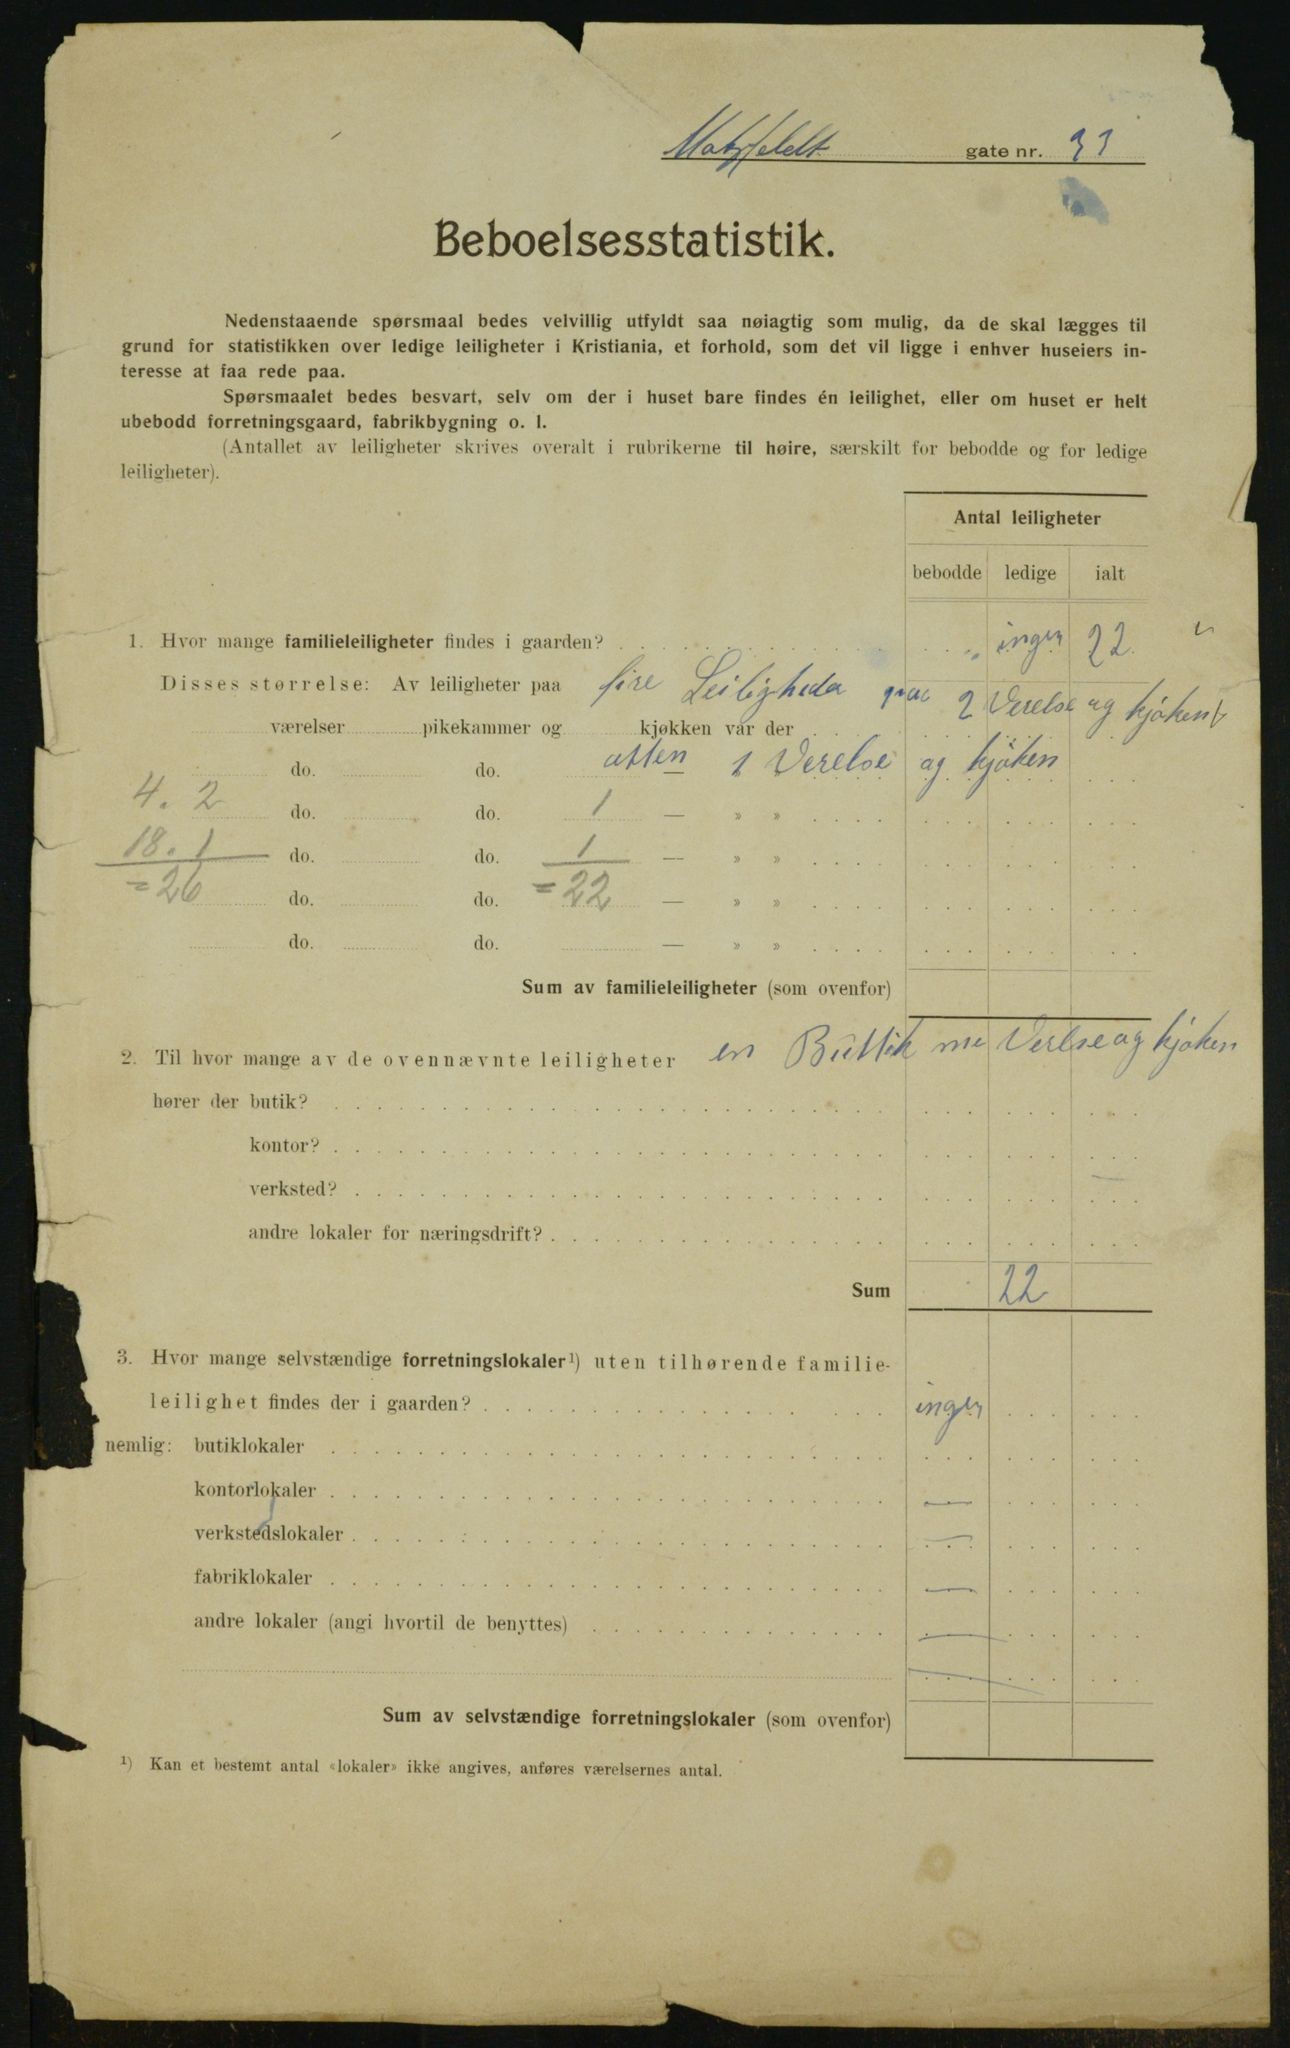 Motzfeldt gate nr.
Beboelsesstatistik.
Nedenstaaende spørsmaal bedes velvillig utfyldt saa nøiagtig som mulig, da de skal lægges til
grund for statistikken over ledige leiligheter i Kristiania, et forhold, som det vil ligge i enhver huseiers in-
teresse at faa rede paa.
Spørsmaalet bedes besvart, selv om der i huset bare findes én leilighet, eller om huset er helt
ubebodd forretningsgaard, fabrikbygning o. l.
(Antallet av leiligheter skrives overalt i rubrikerne til høire, særskilt for bebodde og for ledige
leiligheter).
Antal leiligheter
bebodde ledige ialt
1. Hvor mange familieleiligheter findes i gaarden? " ingen 22
Disses størrelse: Av leiligheter paa fire Leiligheda paa 2 Verelse og kjöken
værelser pikekammer og kjøkken var der
do. do. atten — 1 Verelse og kjöken
4. 2 do. do. 1 — » »
18. 1 do. do. 1 — » »
= 26 do. do. = 22 — » »
do. do. — » »
Sum av familieleiligheter (som ovenfor)
2. Til hvor mange av de ovennævnte leiligheter en Buttik me Verlse og kjøken
hører der butik?
kontor? —
verksted?
andre lokaler for næringsdrift?
Sum 22
3. Hvor mange selvstændige forretningslokaler¹) uten tilhørende familie-
leilighet findes der i gaarden? ingen
nemlig: butiklokaler
kontorlokaler —
verkstedslokaler —
fabriklokaler —
andre lokaler (angi hvortil de benyttes) —
—
Sum av selvstændige forretningslokaler (som ovenfor)
¹) Kan et bestemt antal «lokaler» ikke angives, anføres værelsernes antal.